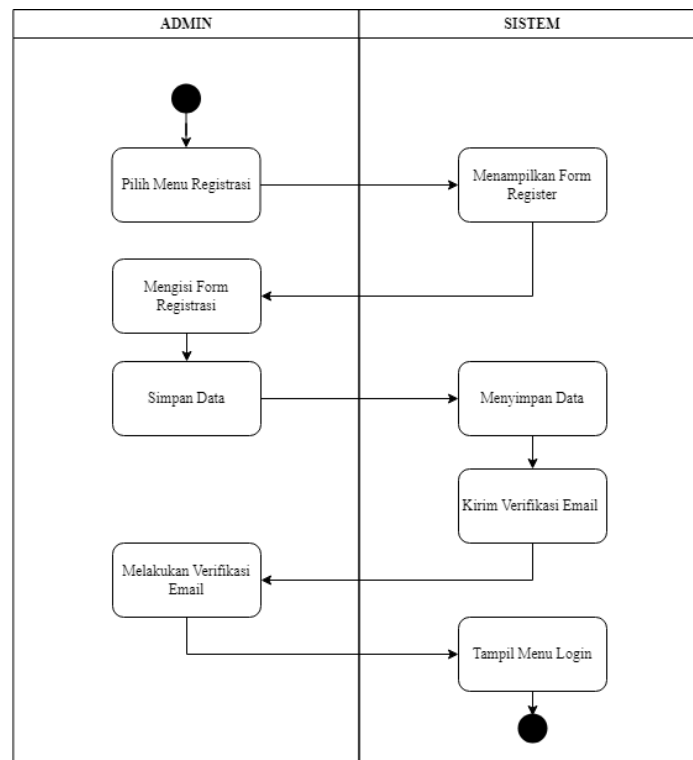 ADMIN
SISTEM
Pilih Menu Registrasi
Menampilkan Form
Register
Mengisi Form
Registrasi
Simpan Data
Menyimpan Data
Kirim Verifikasi Email
Melakukan Verifikasi
Email
Tampil Menu Login